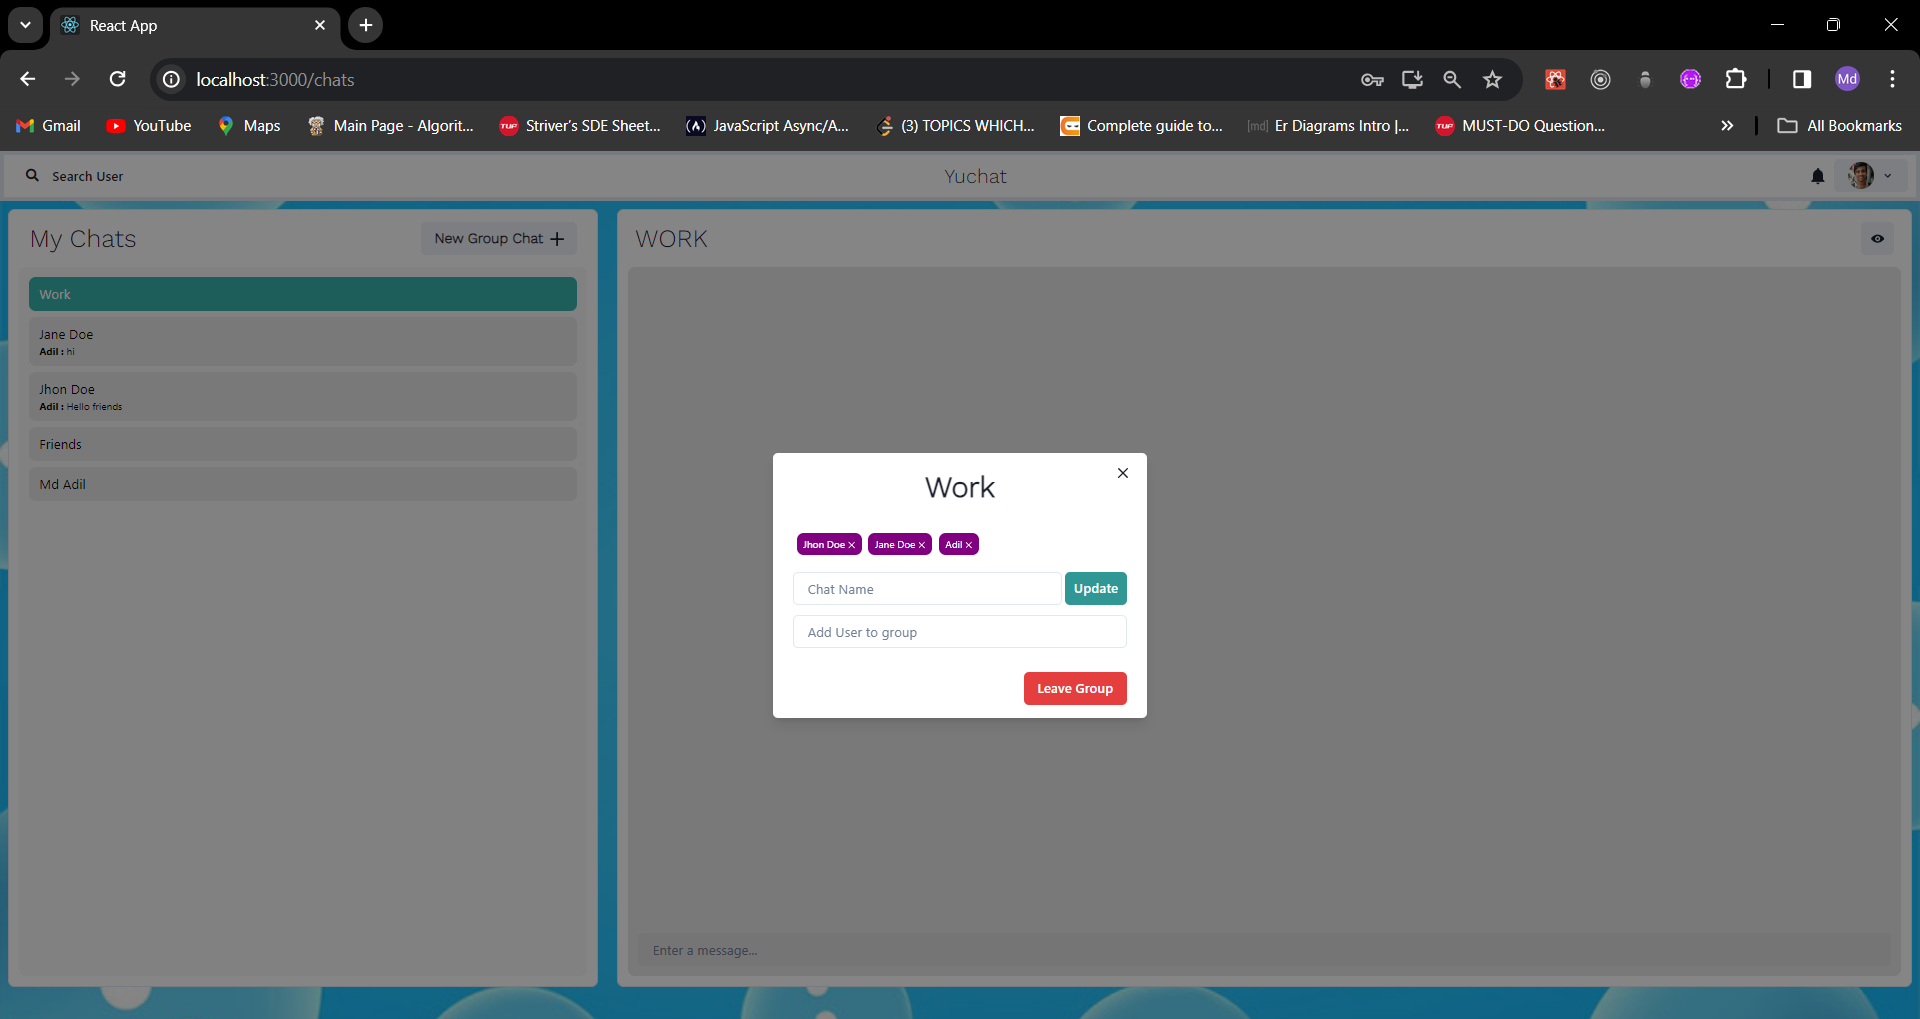 React App
localhost:3000/chats
Md
Gmail YouTube Maps Main Page - Algorit... Striver's SDE Sheet... JavaScript Async/A... (3) TOPICS WHICH... Complete guide to... [md] Er Diagrams Intro |... MUST-DO Question... » All Bookmarks
Search User Yuchat
My Chats New Group Chat
Work
Jane Doe
Adil : hi
Jhon Doe
Adil : Hello friends
Friends
Md Adil
WORK
Work
Jhon Doe Jane Doe Adil
Chat Name Update
Add User to group
Leave Group
Enter a message...